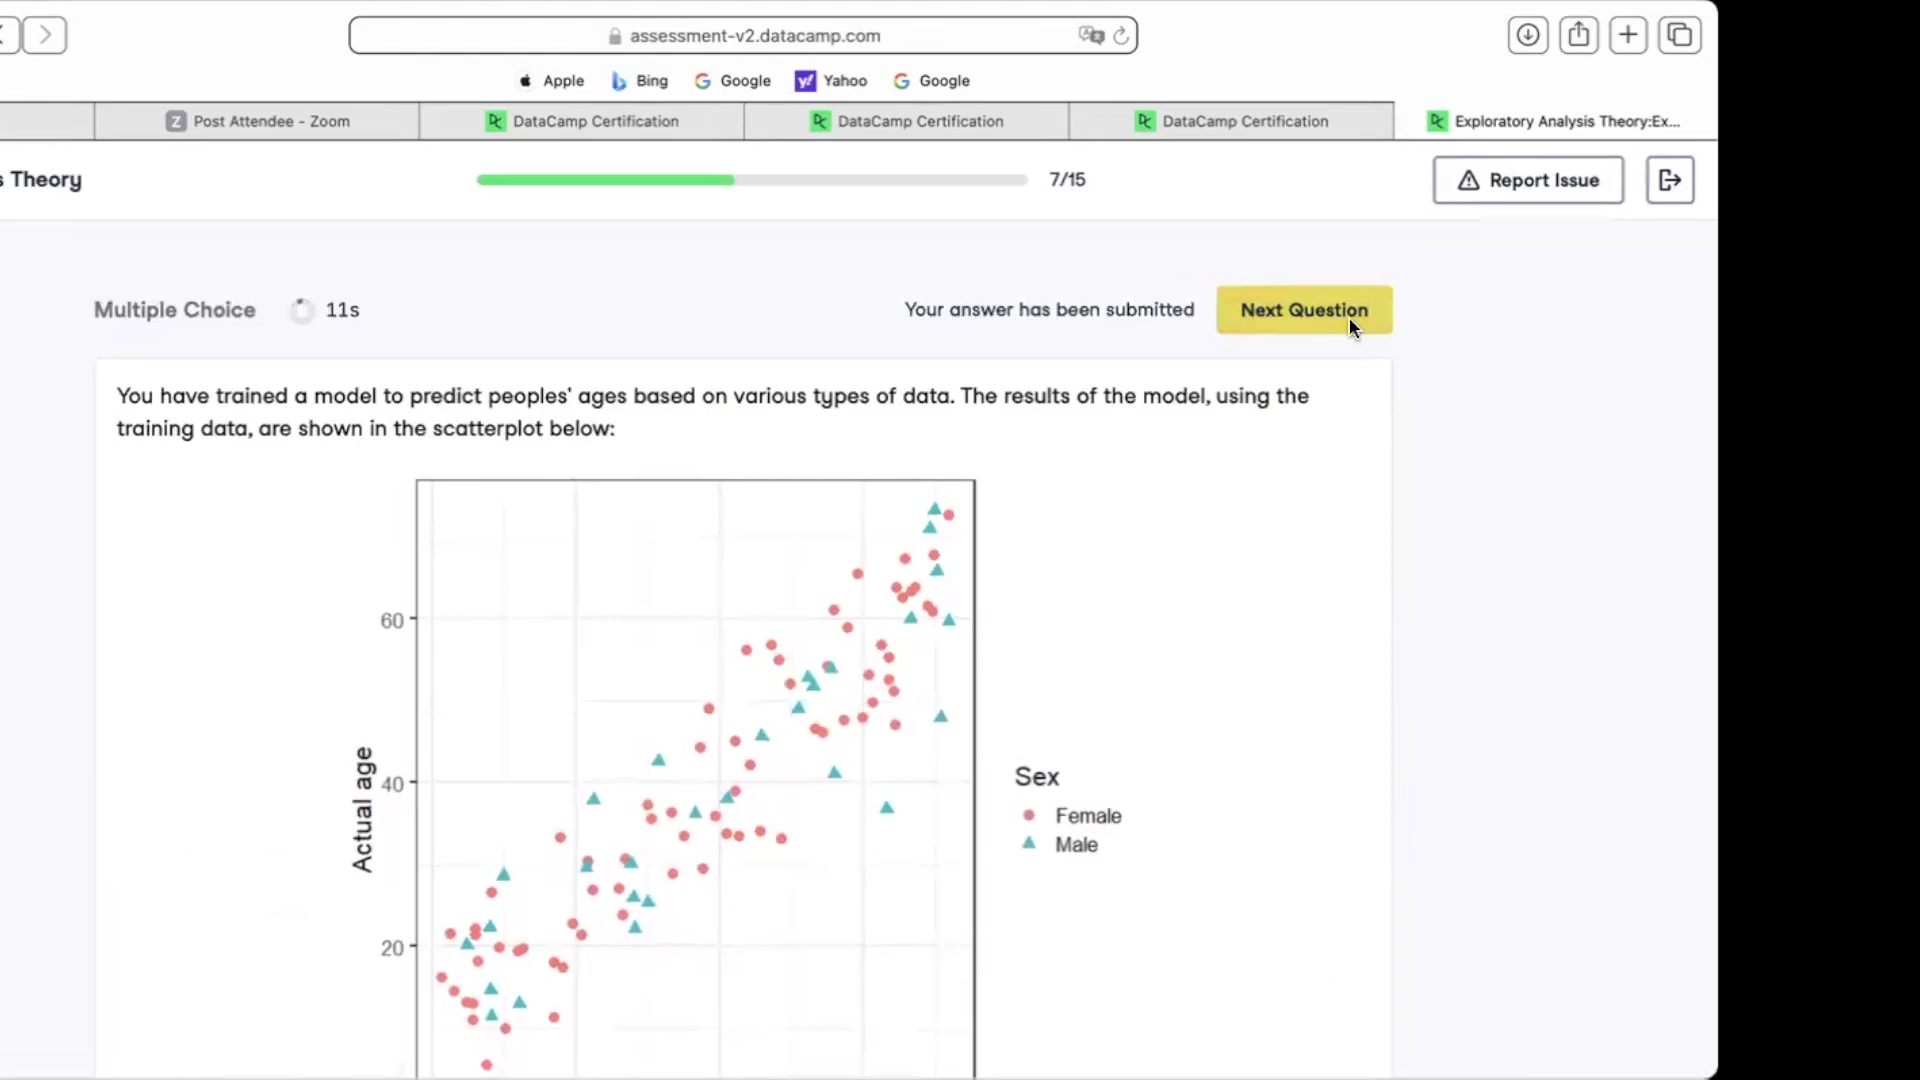 assessment-v2.datacamp.com
Apple Bing Google Yahoo Google
Post Attendee - Zoom DataCamp Certification DataCamp Certification DataCamp Certification Exploratory Analysis Theory:Ex...
s Theory 7/15 Report Issue
Multiple Choice 11s Your answer has been submitted Next Question
You have trained a model to predict peoples' ages based on various types of data. The results of the model, using the
training data, are shown in the scatterplot below:
60
40
20
Actual age
Sex
Female
Male